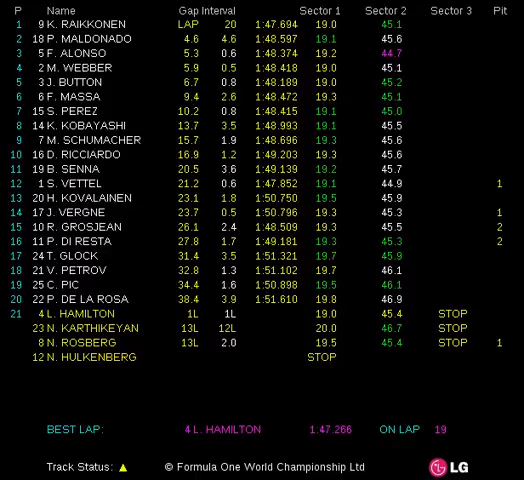 P Name Gap Interval Sector 1 Sector 2 Sector 3 Pit
1 9 K. RAIKKONEN LAP 20 1:47.694 19.0 45.1
2 18 P. MALDONADO 4.6 4.6 1:48.597 19.1 45.6
3 5 F. ALONSO 5.3 0.6 1:48.374 19.2 44.7
4 2 M. WEBBER 5.9 0.5 1:48.418 19.0 45.1
5 3 J. BUTTON 6.7 0.8 1:48.189 19.0 45.2
6 6 F. MASSA 9.4 2.6 1:48.472 19.3 45.1
7 15 S. PEREZ 10.2 0.8 1:48.415 19.1 45.0
8 14 K. KOBAYASHI 13.7 3.5 1:48.993 19.1 45.5
9 7 M. SCHUMACHER 15.7 1.9 1:48.696 19.3 45.6
10 16 D. RICCIARDO 16.9 1.2 1:49.203 19.3 45.6
11 19 B. SENNA 20.5 3.6 1:49.139 19.2 45.7
12 1 S. VETTEL 21.2 0.6 1:47.852 19.1 44.9 1
13 20 H. KOVALAINEN 23.1 1.8 1:50.750 19.5 45.9
14 17 J. VERGNE 23.7 0.5 1:50.796 19.3 45.3 1
15 10 R. GROSJEAN 26.1 2.4 1:48.509 19.3 45.5 2
16 11 P. DI RESTA 27.8 1.7 1:49.181 19.3 45.3 2
17 24 T. GLOCK 31.4 3.5 1:51.321 19.7 45.9
18 21 V. PETROV 32.8 1.3 1:51.102 19.7 46.1
19 25 C. PIC 34.4 1.6 1:50.898 19.5 46.1
20 22 P. DE LA ROSA 38.4 3.9 1:51.610 19.8 46.9
21 4 L. HAMILTON 1L 1L 19.0 45.4 STOP
23 N. KARTHIKEYAN 13L 12L 20.0 46.7 STOP
8 N. ROSBERG 13L 2.0 19.5 45.4 STOP 1
12 N. HULKENBERG STOP
BEST LAP: 4 L. HAMILTON 1:47.266 ON LAP 19
Track Status: © Formula One World Championship Ltd LG